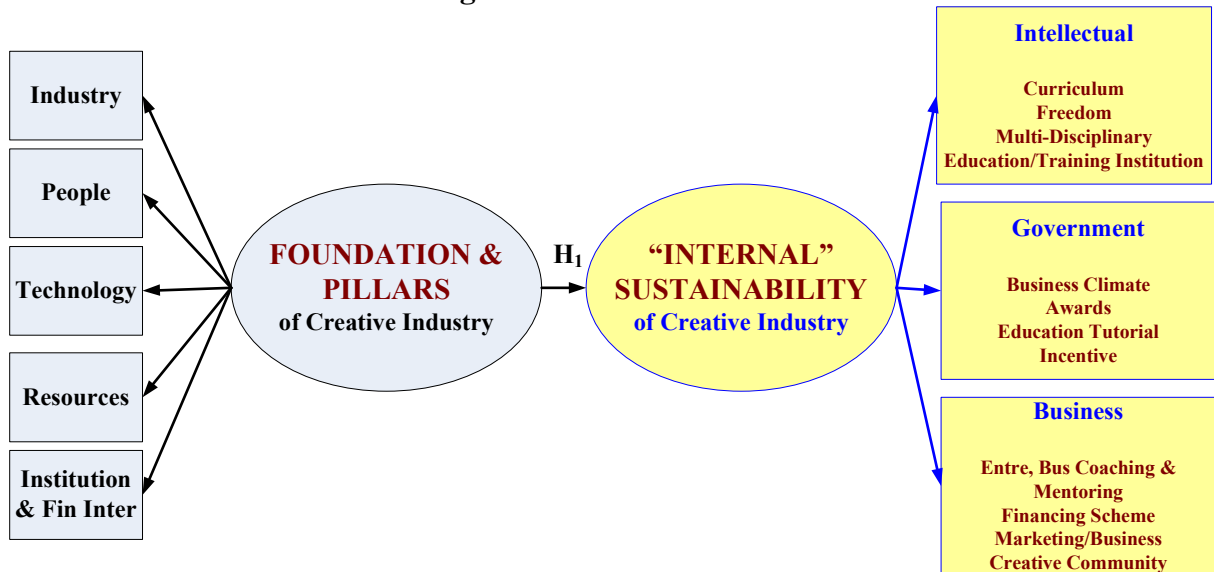 Industry
People
Technology
Resources
Institution
& Fin Inter
FOUNDATION &
PILLARS
of Creative Industry
H1
“INTERNAL”
SUSTAINABILITY
of Creative Industry
Intellectual
Curriculum
Freedom
Multi-Disciplinary
Education/Training Institution
Government
Business Climate
Awards
Education Tutorial
Incentive
Business
Entre, Bus Coaching &
Mentoring
Financing Scheme
Marketing/Business
Creative Community